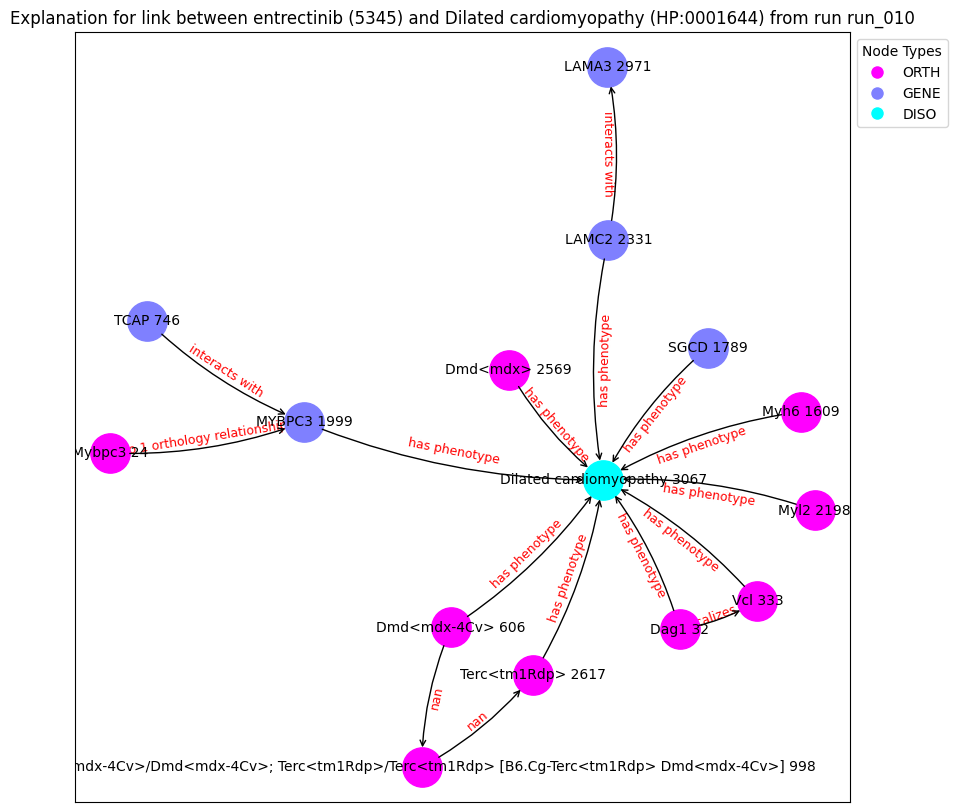 Explanation for link between entrectinib (5345) and Dilated cardiomyopathy (HP:0001644) from run run_010
Node Types
ORTH
GENE
DISO
LAMA3 2971
interacts with
LAMC2 2331
TCAP 746
interacts with
has phenotype
SGCD 1789
Dmd<mdx> 2569
has phenotype
has phenotype
Myh6 1609
MYBPC3 1999
1 orthology relationship
Mybpc3 24
has phenotype
has phenotype
Dilated cardiomyopathy 3067
has phenotype
Myl2 2198
has phenotype
has phenotype
has phenotype
has phenotype
Vcl 333
alizes
Dag1 32
Dmd<mdx-4Cv> 606
Terc<tm1Rdp> 2617
nan
nan
mdx-4Cv>/Dmd<mdx-4Cv>; Terc<tm1Rdp>/Terc<tm1Rdp> [B6.Cg-Terc<tm1Rdp> Dmd<mdx-4Cv>] 998